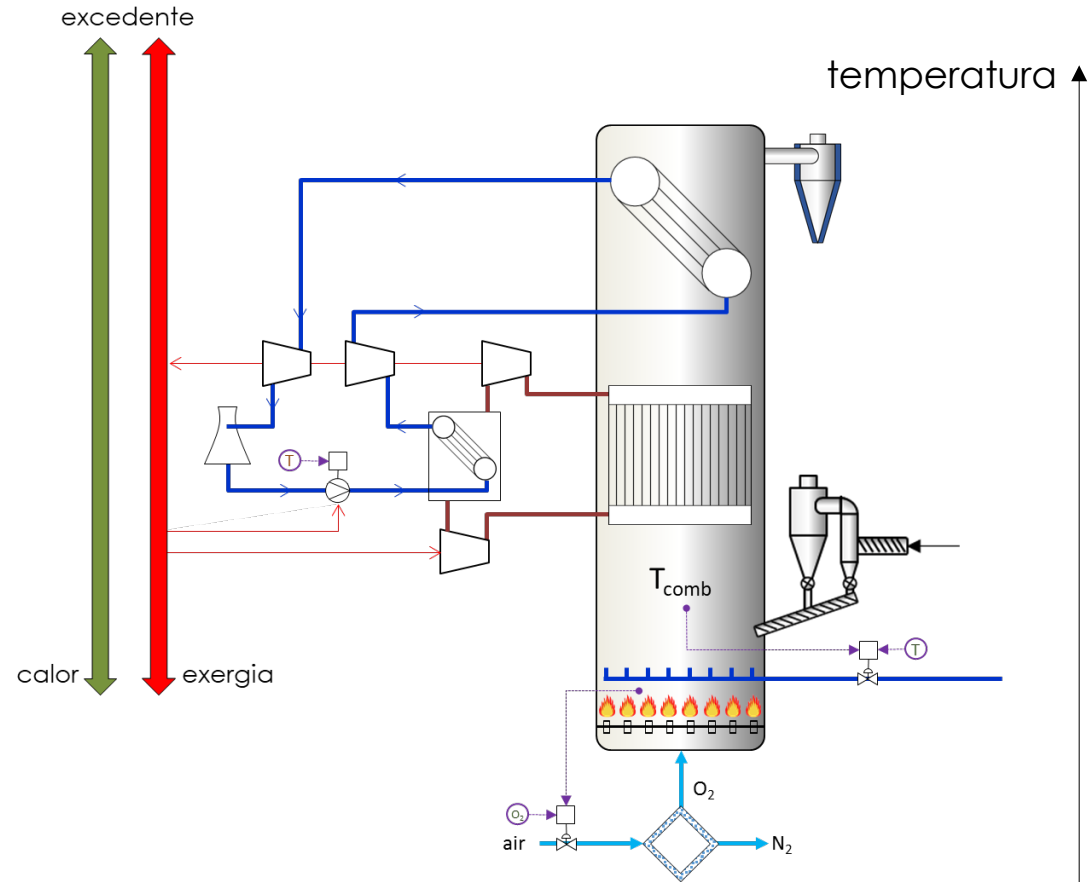 excedente
temperatura
T
T_comb
T
calor
exergia
O₂
O₂
air
N₂